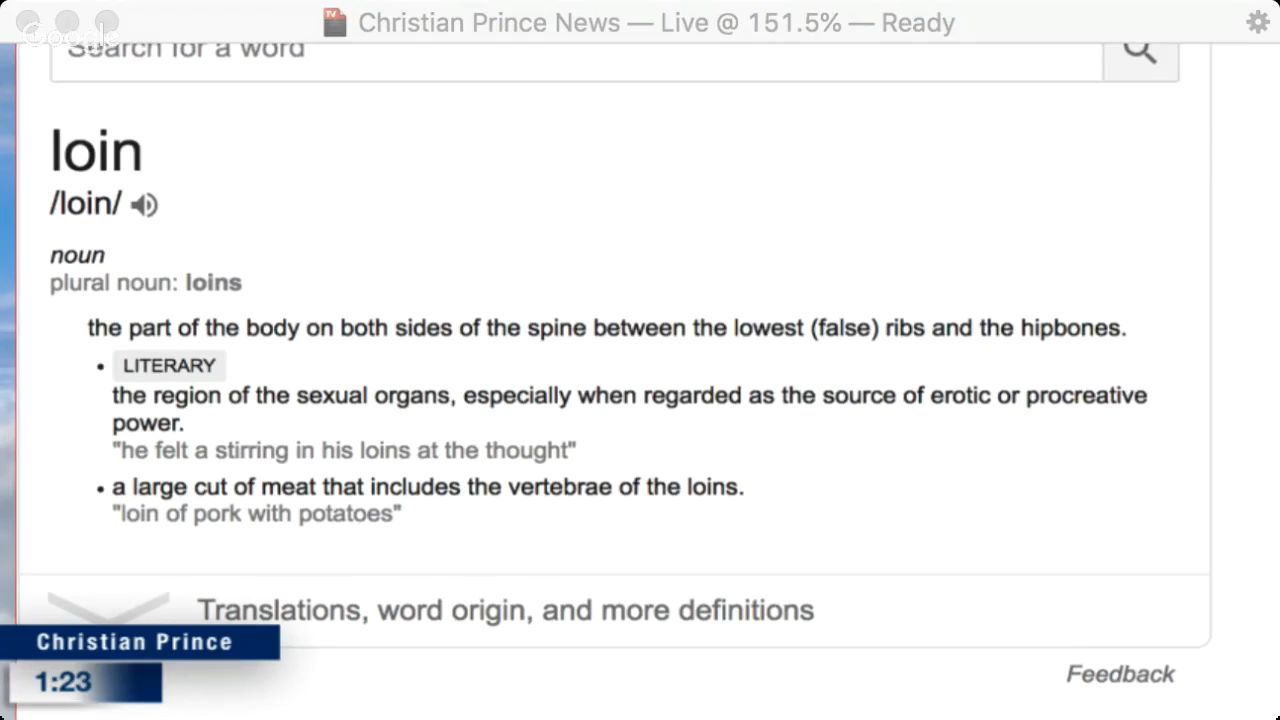 Christian Prince News — Live @ 151.5% — Ready
Google
Search for a word
loin
/loin/
noun
plural noun: loins
the part of the body on both sides of the spine between the lowest (false) ribs and the hipbones.
• LITERARY
the region of the sexual organs, especially when regarded as the source of erotic or procreative
power.
"he felt a stirring in his loins at the thought"
• a large cut of meat that includes the vertebrae of the loins.
"loin of pork with potatoes"
Translations, word origin, and more definitions
Christian Prince
1:23
Feedback